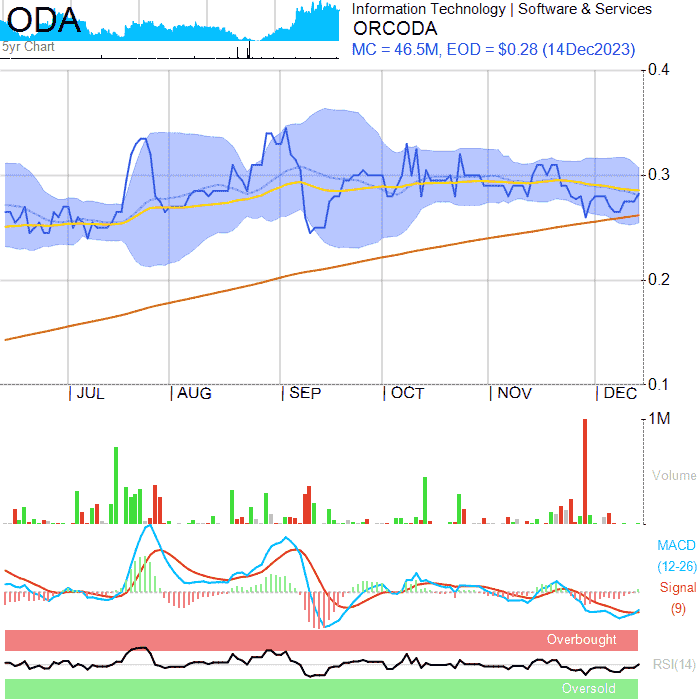 ODA
5yr Chart
Information Technology | Software & Services
ORCODA
MC = 46.5M, EOD = $0.28 (14Dec2023)
0.4
0.3
0.2
0.1
| JUL | AUG | SEP | OCT | NOV | DEC
1M
Volume
MACD
(12-26)
Signal
(9)
Overbought
RSI(14)
Oversold